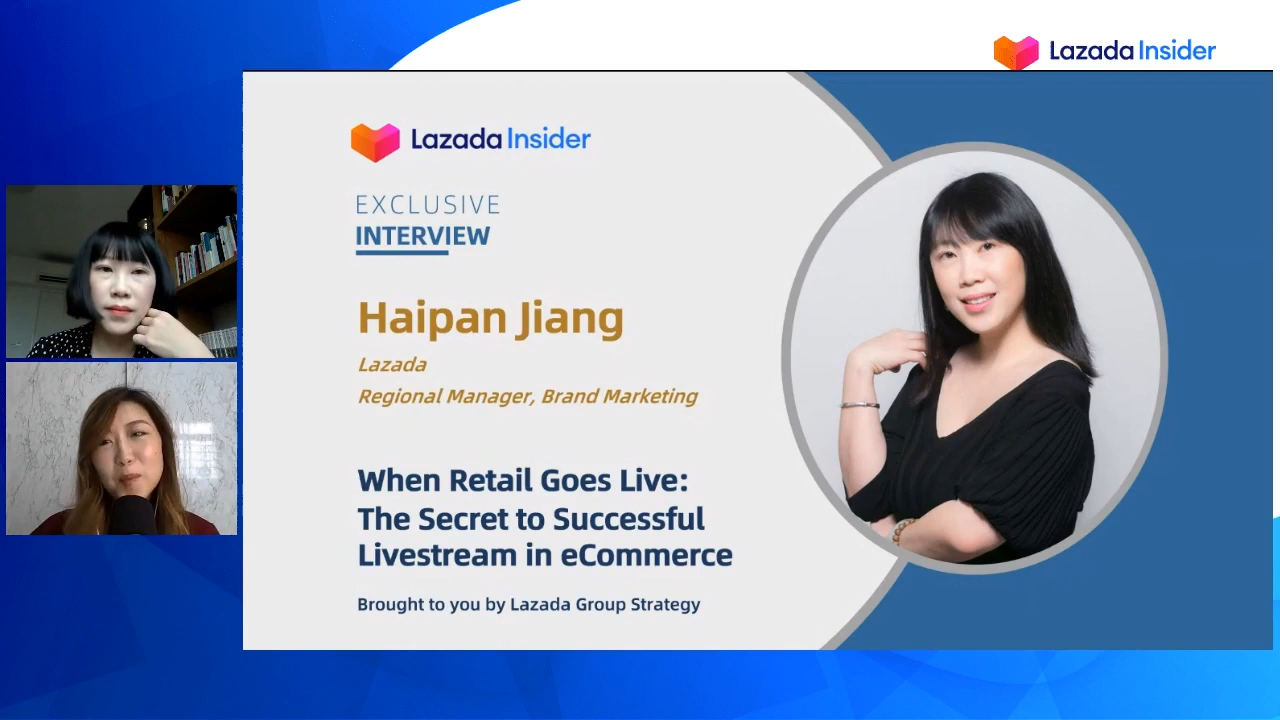 Lazada Insider
Lazada Insider
EXCLUSIVE
INTERVIEW
Haipan Jiang
Lazada
Regional Manager, Brand Marketing
When Retail Goes Live:
The Secret to Successful
Livestream in eCommerce
Brought to you by Lazada Group Strategy